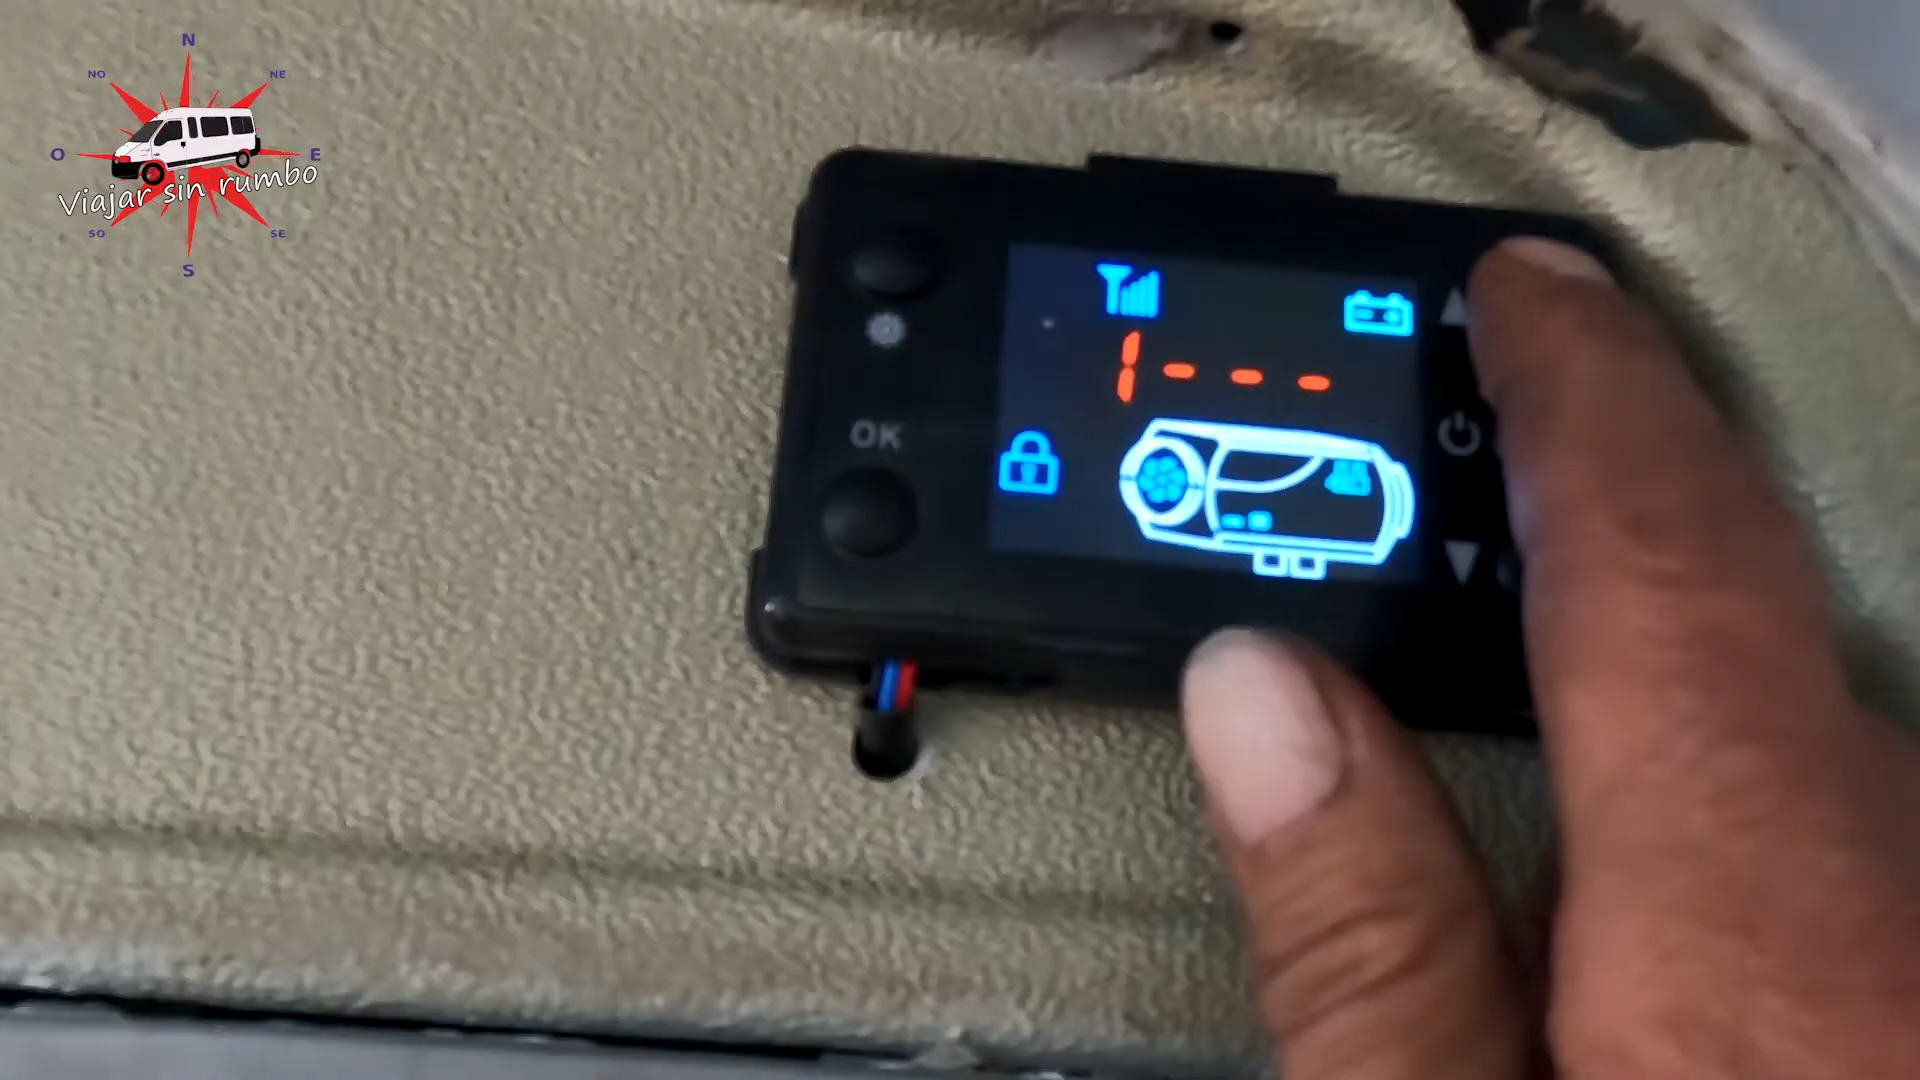 N
NO NE
O E
Viajar sin rumbo
SO SE
S
1---
OK